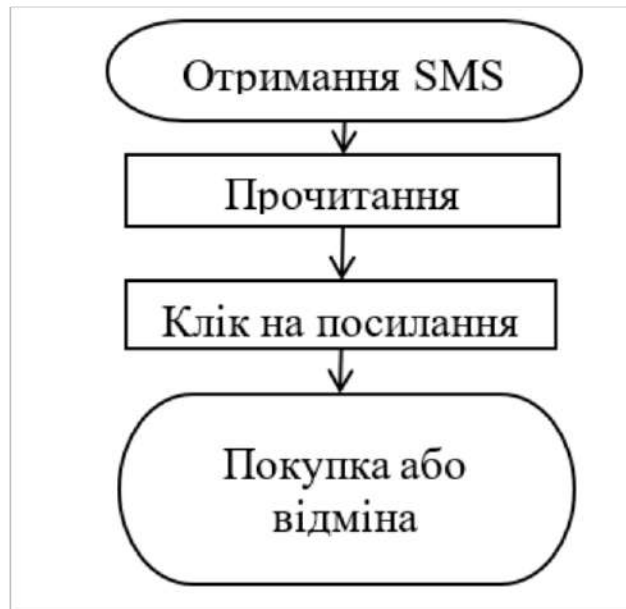 Отримання SMS
Прочитання
Клік на посилання
Покупка або
відміна